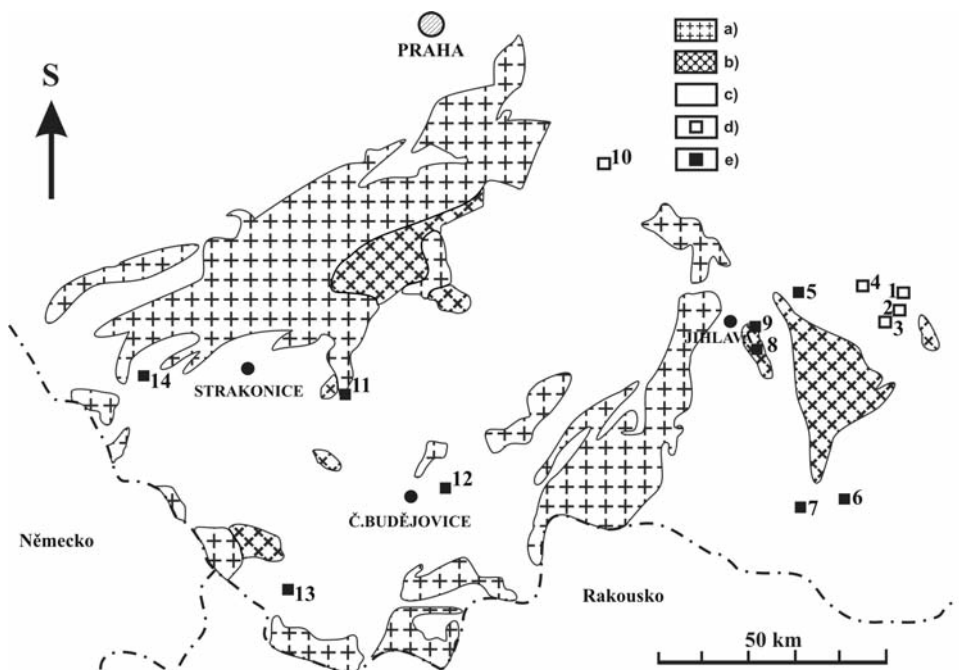 PRAHA
S
a)
b)
c)
d)
e)
10
4
1
2
3
5
9
JIHLAVA
8
14
STRAKONICE
11
12
Č.BUDĚJOVICE
7
6
Německo
13
Rakousko
50 km